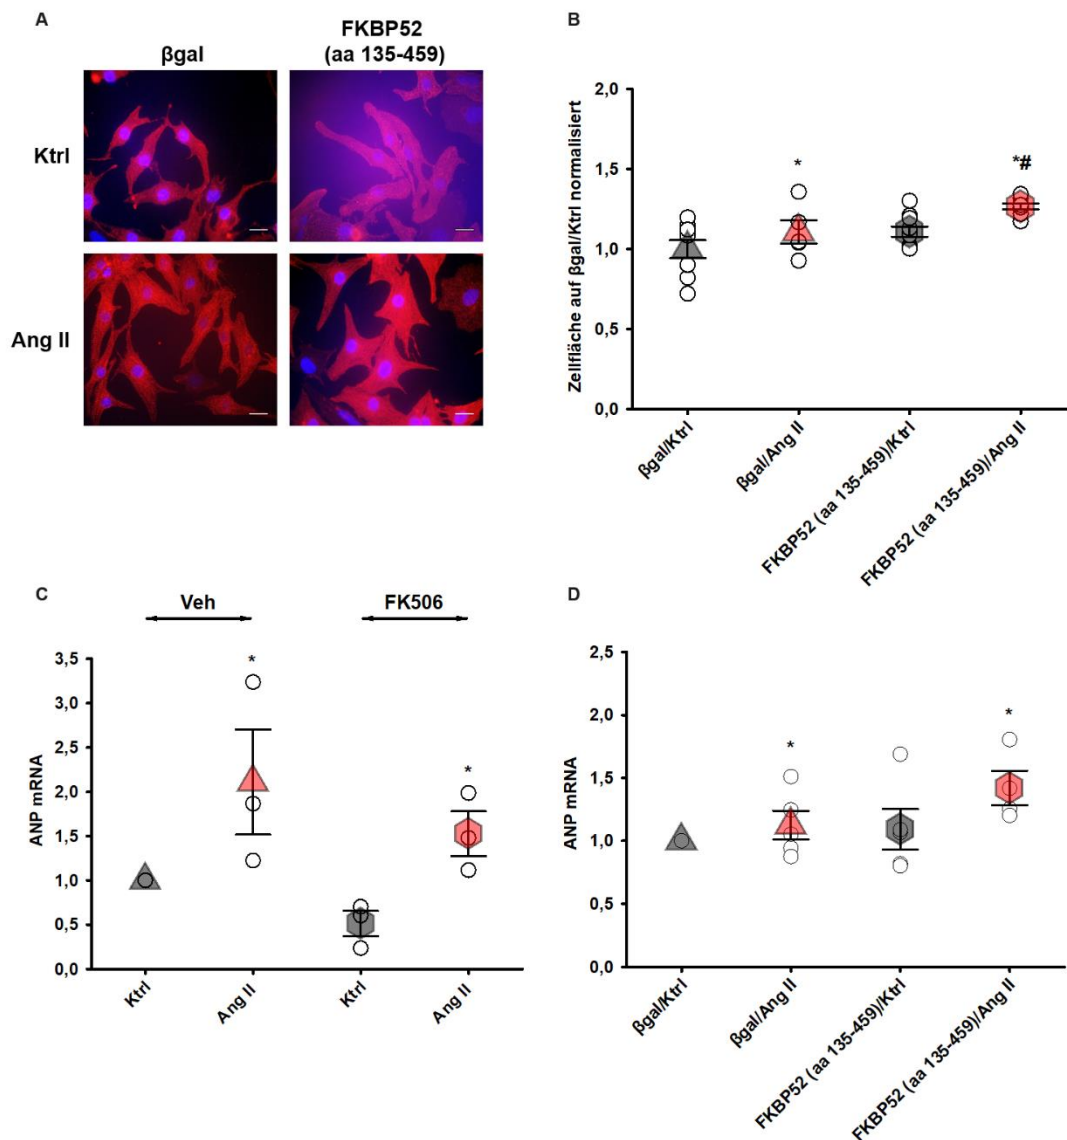 A
βgal
FKBP52
(aa 135-459)
Ktrl
Ang II
B
Zellfläche auf βgal/Ktrl normalisiert
2,0
1,5
1,0
0,5
0,0
*
*#
βgal/Ktrl
βgal/Ang II
FKBP52 (aa 135-459)/Ktrl
FKBP52 (aa 135-459)/Ang II
C
Veh
FK506
ANP mRNA
3,5
3,0
2,5
2,0
1,5
1,0
0,5
0,0
*
*
Ktrl
Ang II
Ktrl
Ang II
D
ANP mRNA
2,5
2,0
1,5
1,0
0,5
0,0
*
*
βgal/Ktrl
βgal/Ang II
FKBP52 (aa 135-459)/Ktrl
FKBP52 (aa 135-459)/Ang II